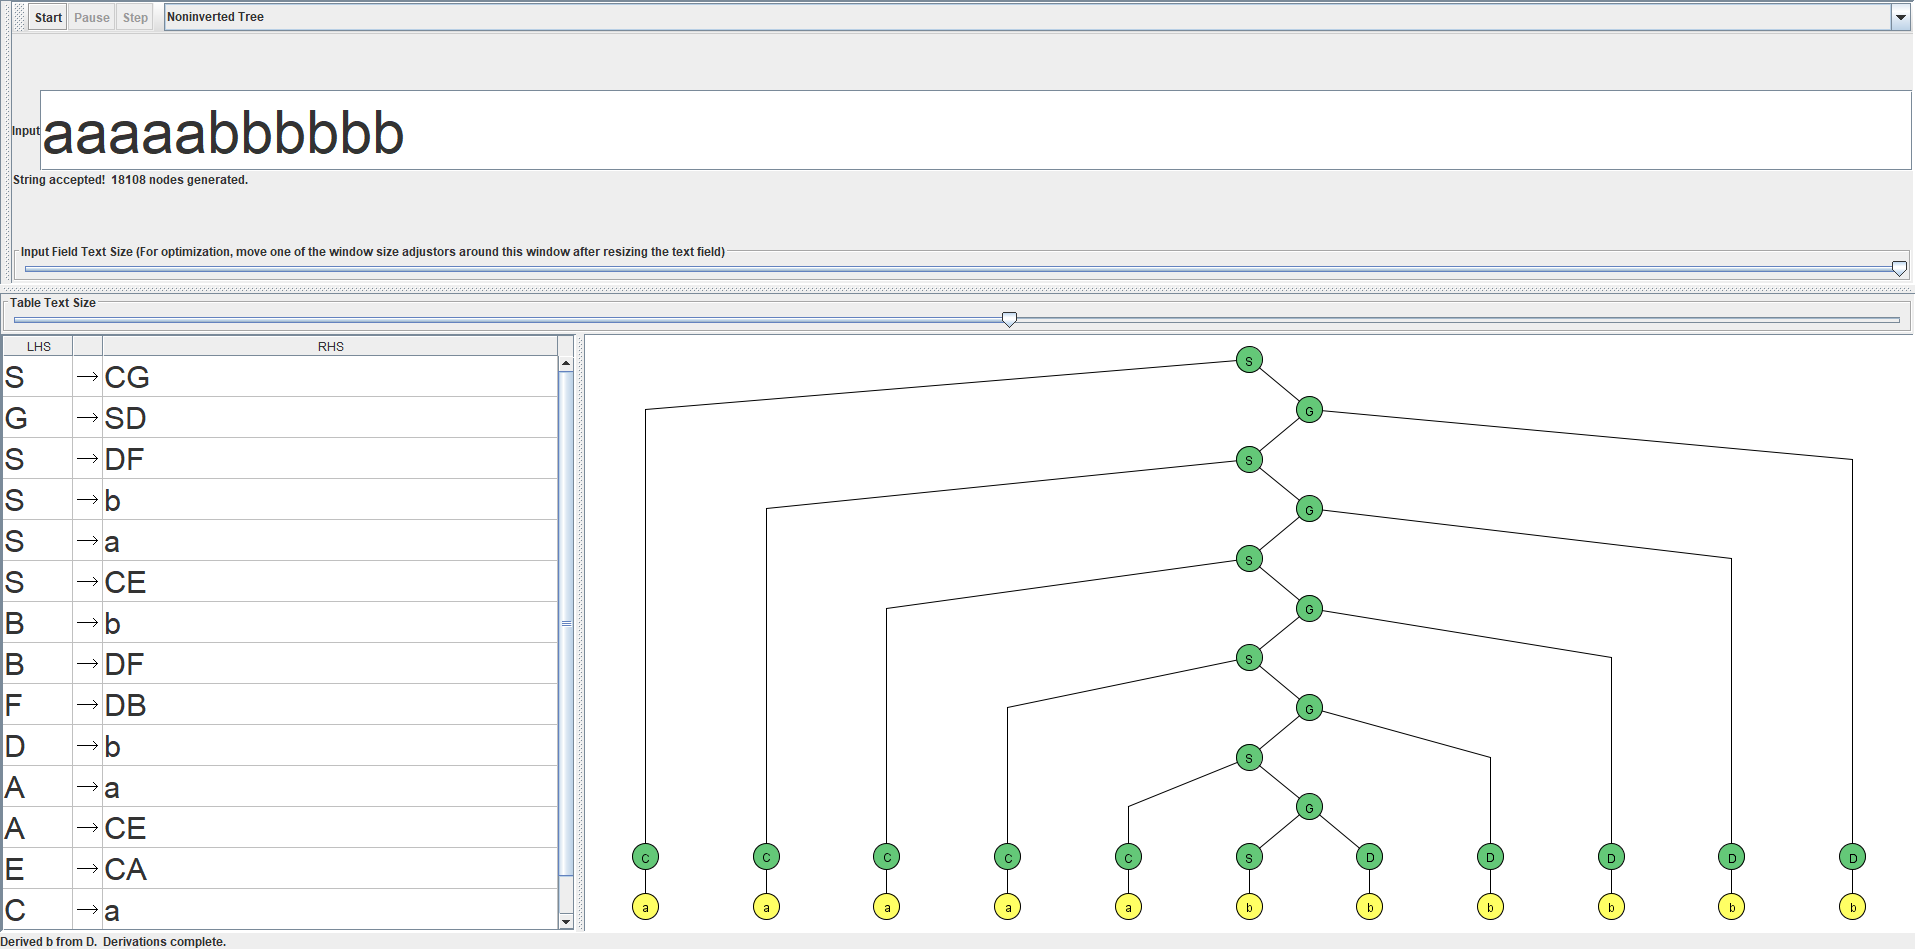 Start Pause Step Noninverted Tree
Input aaaaabbbbbb
String accepted! 18108 nodes generated.
Input Field Text Size (For optimization, move one of the window size adjustors around this window after resizing the text field)
Table Text Size
LHS RHS
S → CG
G → SD
S → DF
S → b
S → a
S → CE
B → b
B → DF
F → DB
D → b
A → a
A → CE
E → CA
C → a
S
G
S
G
S
G
S
G
S
G
C C C C C S D D D D D
a a a a a b b b b b b
Derived b from D. Derivations complete.